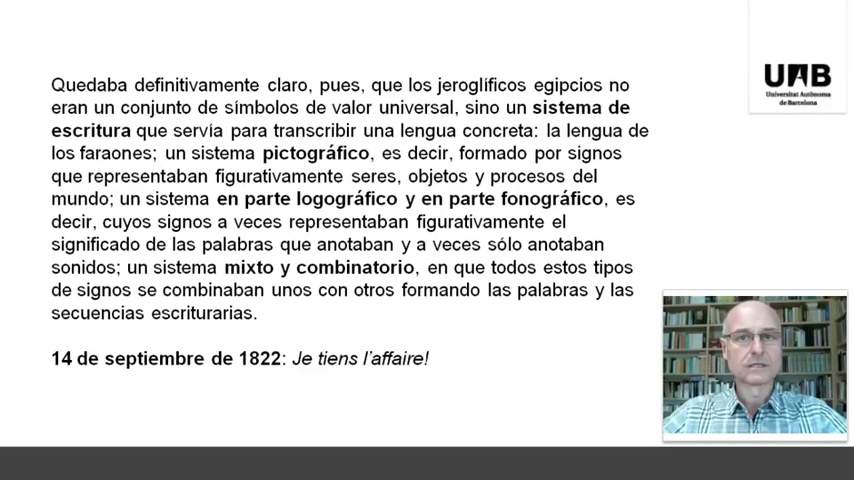 Quedaba definitivamente claro, pues, que los jeroglíficos egipcios no
eran un conjunto de símbolos de valor universal, sino un sistema de
escritura que servía para transcribir una lengua concreta: la lengua de
los faraones; un sistema pictográfico, es decir, formado por signos
que representaban figurativamente seres, objetos y procesos del
mundo; un sistema en parte logográfico y en parte fonográfico, es
decir, cuyos signos a veces representaban figurativamente el
significado de las palabras que anotaban y a veces sólo anotaban
sonidos; un sistema mixto y combinatorio, en que todos estos tipos
de signos se combinaban unos con otros formando las palabras y las
secuencias escriturarias.
14 de septiembre de 1822: Je tiens l'affaire!
UAB
Universitat Autònoma
de Barcelona